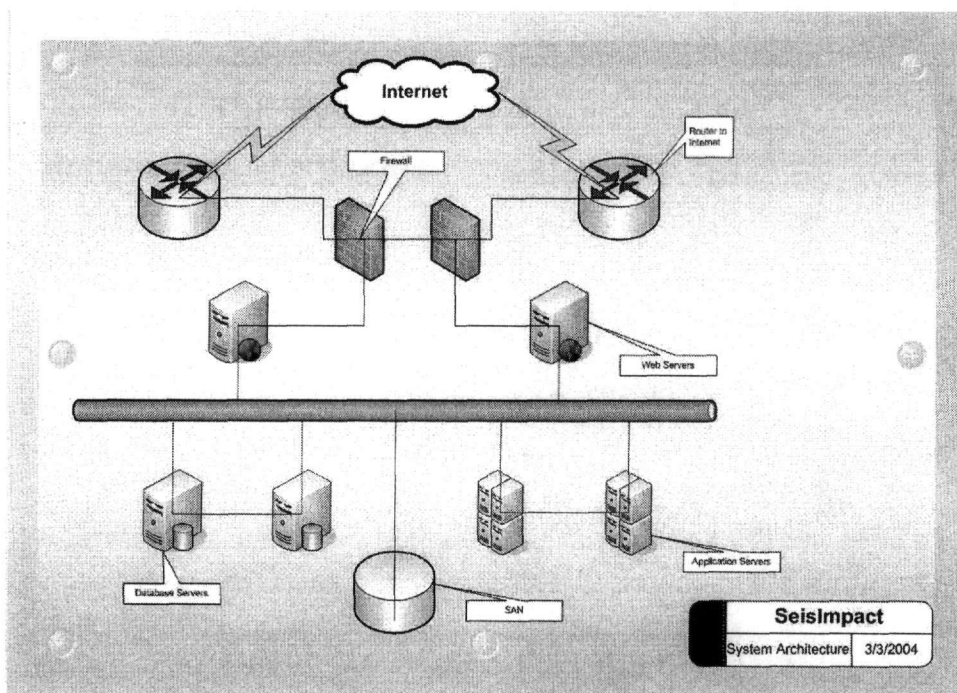 Internet
Router to
Internet
Firewall
Web Servers
Database Servers
SAN
Application Servers
SeisImpact
System Architecture
3/3/2004